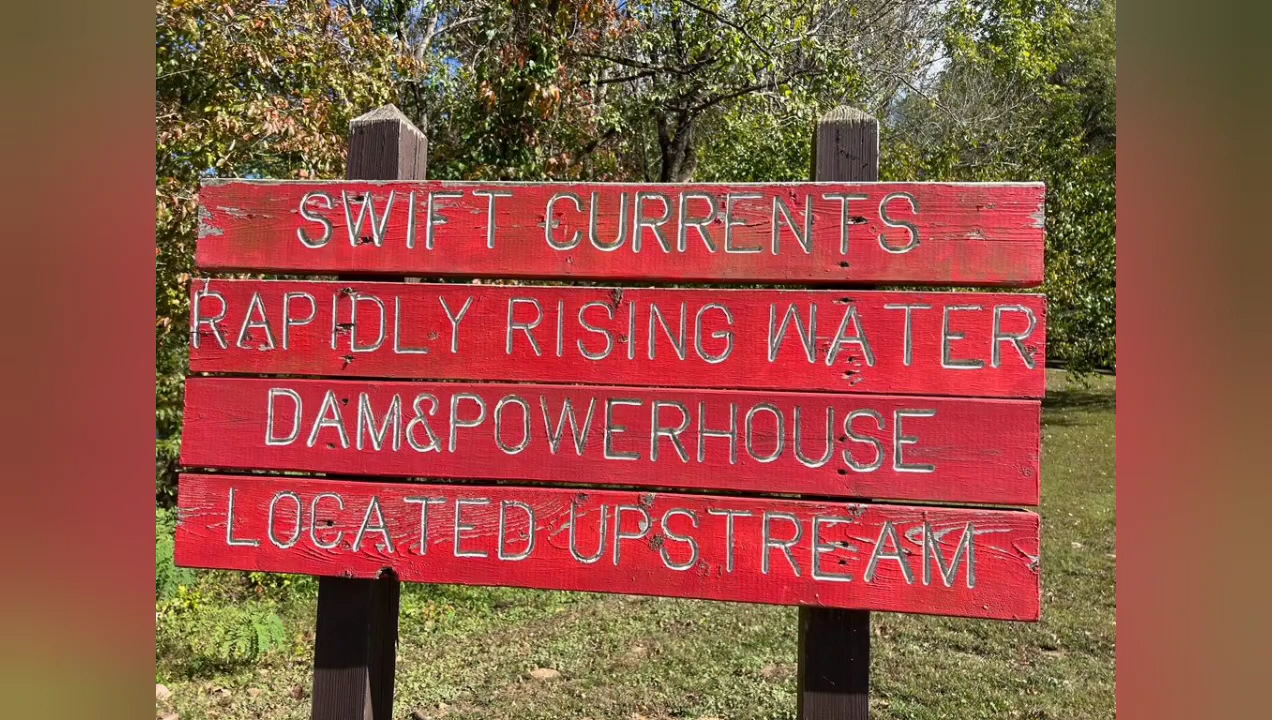 SWIFT CURRENTS
RAPIDLY RISING WATER
DAM&POWERHOUSE
LOCATED UPSTREAM